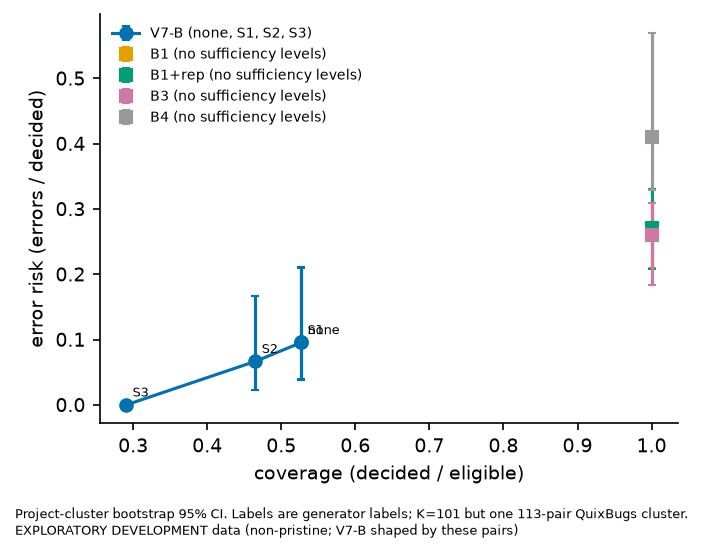 V7-B (none, S1, S2, S3)
B1 (no sufficiency levels)
B1+rep (no sufficiency levels)
B3 (no sufficiency levels)
B4 (no sufficiency levels)
error risk (errors / decided)
0.5
0.4
0.3
0.2
0.1
0.0
S3
S2
S1
none
0.3 0.4 0.5 0.6 0.7 0.8 0.9 1.0
coverage (decided / eligible)
Project-cluster bootstrap 95% CI. Labels are generator labels; K=101 but one 113-pair QuixBugs cluster.
EXPLORATORY DEVELOPMENT data (non-pristine; V7-B shaped by these pairs)